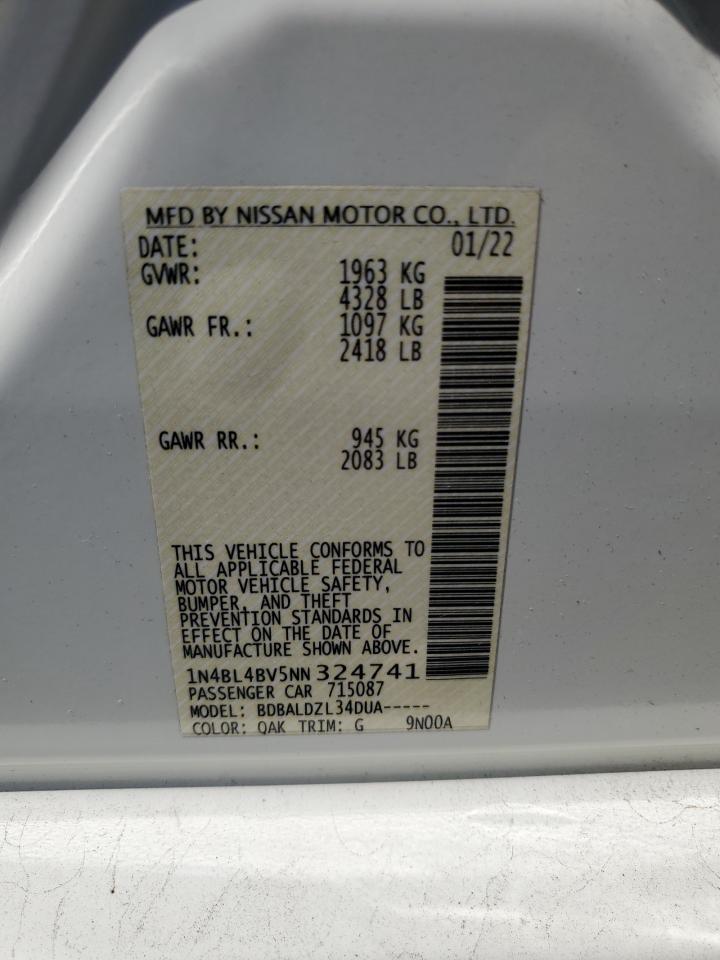 MFD BY NISSAN MOTOR CO., LTD.
DATE: 01/22
GVWR: 1963 KG
4328 LB
GAWR FR.: 1097 KG
2418 LB
GAWR RR.: 945 KG
2083 LB
THIS VEHICLE CONFORMS TO
ALL APPLICABLE FEDERAL
MOTOR VEHICLE SAFETY,
BUMPER, AND THEFT
PREVENTION STANDARDS IN
EFFECT ON THE DATE OF
MANUFACTURE SHOWN ABOVE.
1N4BL4BV5NN324741
PASSENGER CAR 715087
MODEL: BDBALDZL34DUA-----
COLOR: QAK TRIM: G 9N00A